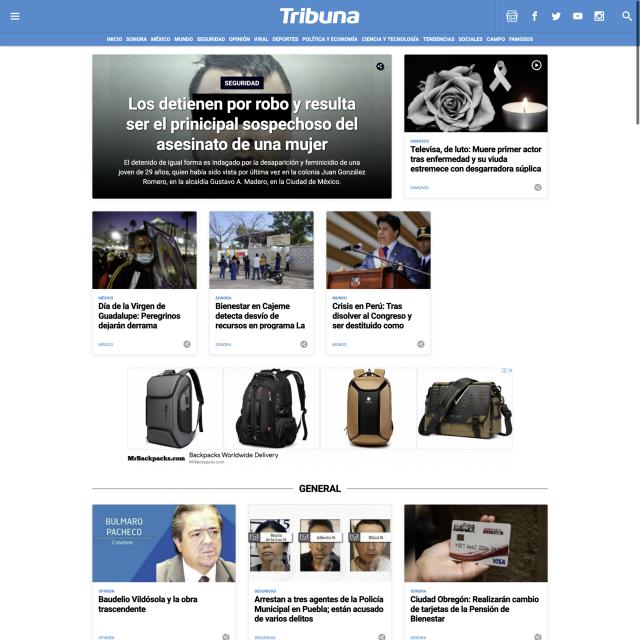 Tribuna
INICIO SONORA MÉXICO MUNDO SEGURIDAD OPINIÓN VIRAL DEPORTES POLÍTICA Y ECONOMÍA CIENCIA Y TECNOLOGÍA TENDENCIAS SOCIALES CAMPO FAMOSOS
SEGURIDAD
Los detienen por robo y resulta
ser el prinicipal sospechoso del
asesinato de una mujer
El detenido de igual forma es indagado por la desaparición y feminicidio de una
joven de 29 años, quien había sido vista por última vez en la colonia Juan González
Romero, en la alcaldía Gustavo A. Madero, en la Ciudad de México.
FAMOSOS
Televisa, de luto: Muere primer actor
tras enfermedad y su viuda
estremece con desgarradora súplica
FAMOSOS
MÉXICO
Día de la Virgen de
Guadalupe: Peregrinos
dejarán derrama
MÉXICO
SONORA
Bienestar en Cajeme
detecta desvío de
recursos en programa La
SONORA
MUNDO
Crisis en Perú: Tras
disolver al Congreso y
ser destituido como
MUNDO
MrBackpacks.com
Backpacks Worldwide Delivery
MrBackpacks.com
GENERAL
BULMARO
PACHECO
Columnista
OPINIÓN
Baudelio Vildósola y la obra
trascendente
OPINIÓN
María
de la Luz N.
Alberto N.
Eliud N.
SEGURIDAD
Arrestan a tres agentes de la Policía
Municipal en Puebla; están acusado
de varios delitos
SEGURIDAD
VISA
SONORA
Ciudad Obregón: Realizarán cambio
de tarjetas de la Pensión de
Bienestar
SONORA